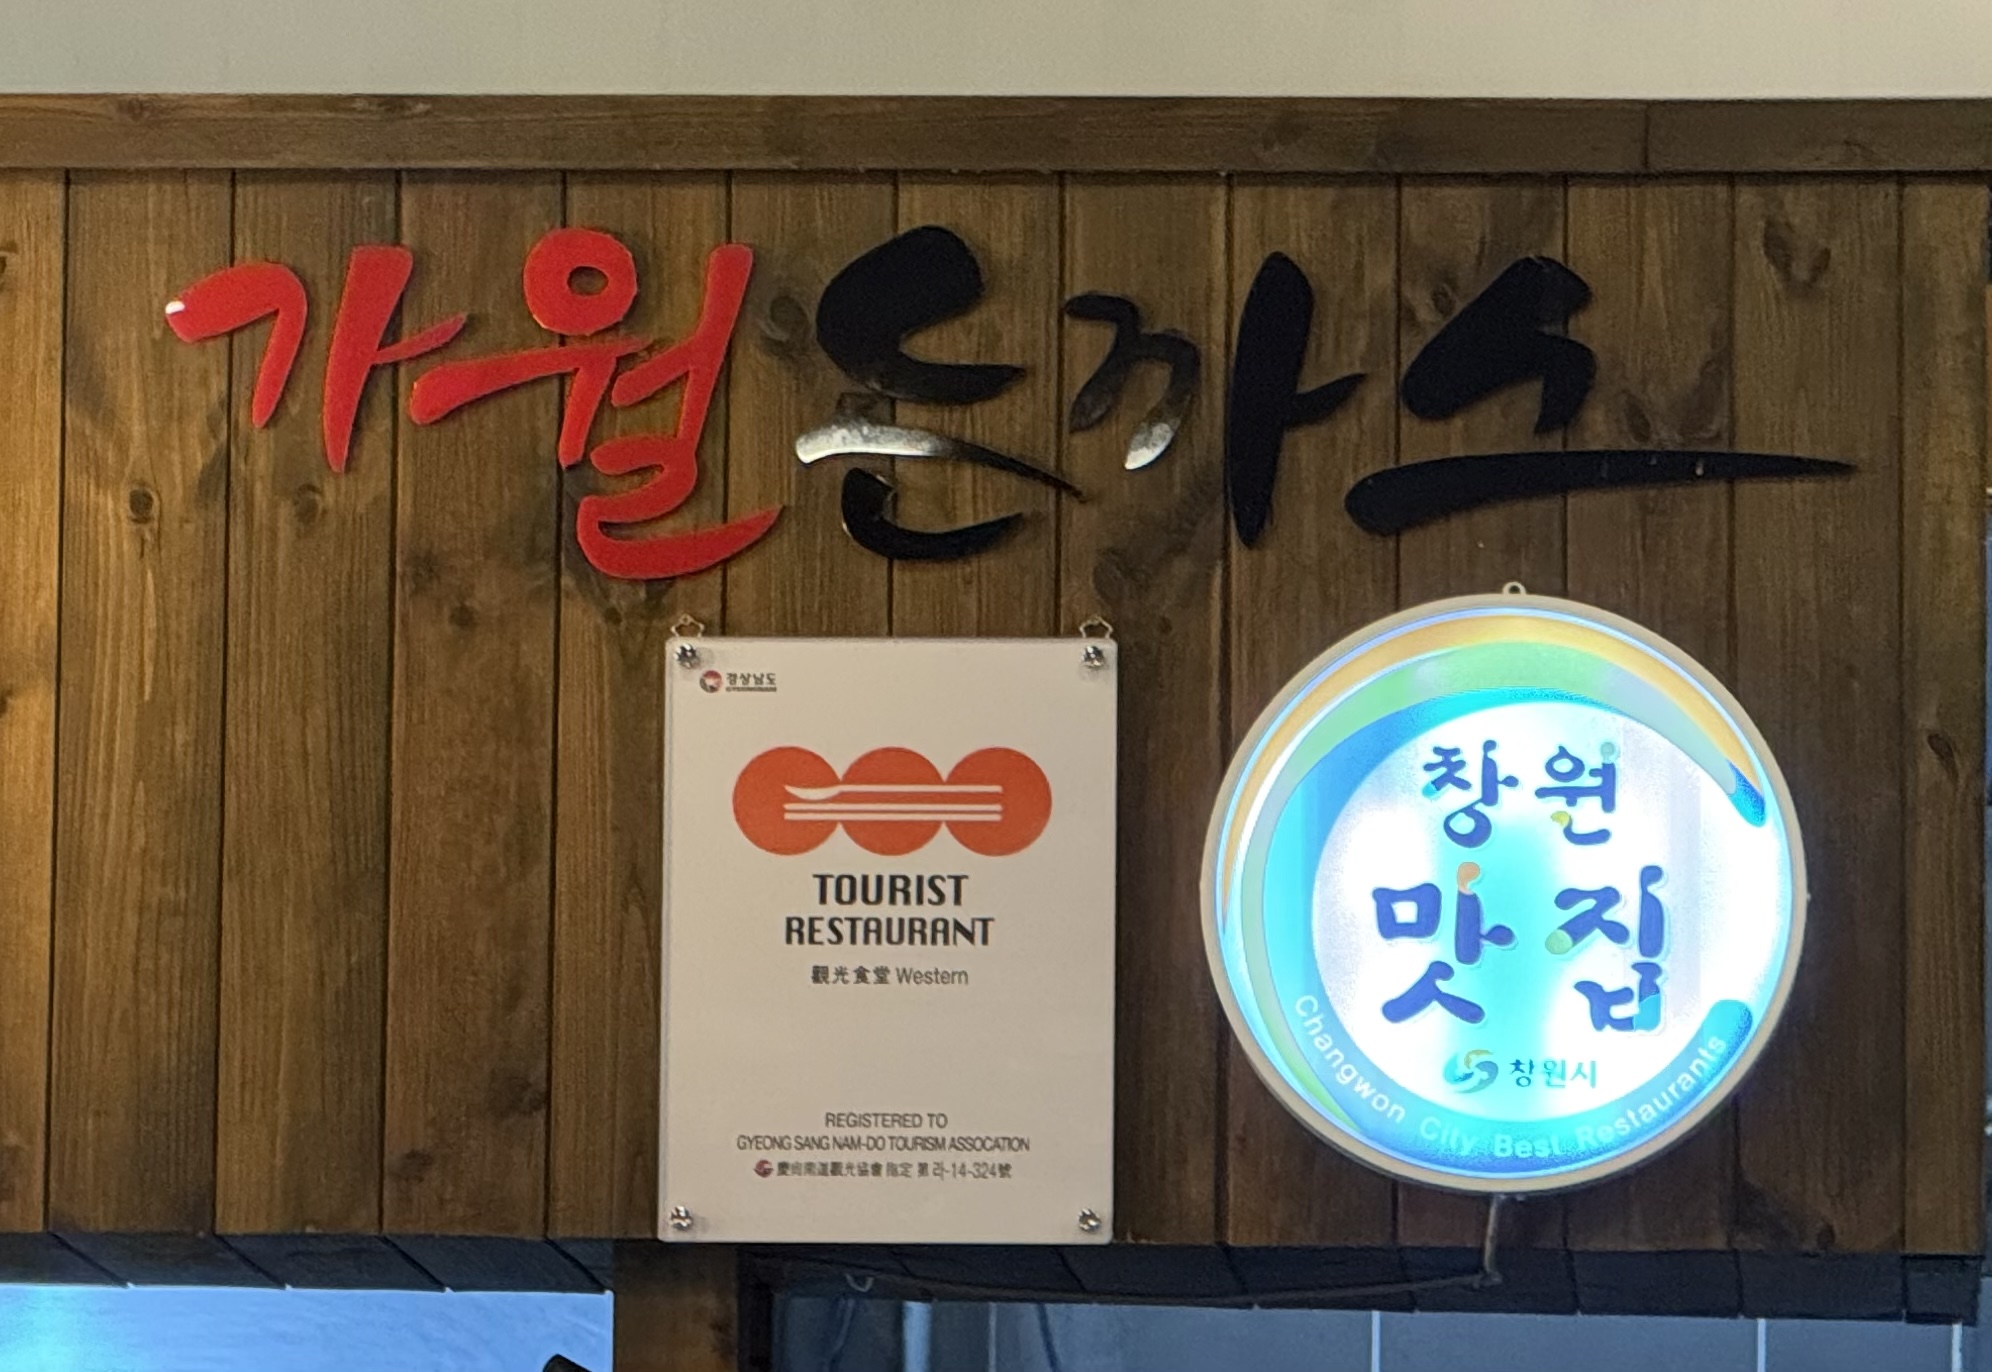 가월돈까스
경상남도
GYEONGNAM
TOURIST
RESTAURANT
觀光食堂 Western
REGISTERED TO
GYEONG SANG NAM-DO TOURISM ASSOCATION
慶尙南道觀光協會 指定 第 라-14-324號
창원
맛집
창원시
Changwon City Best Restaurants